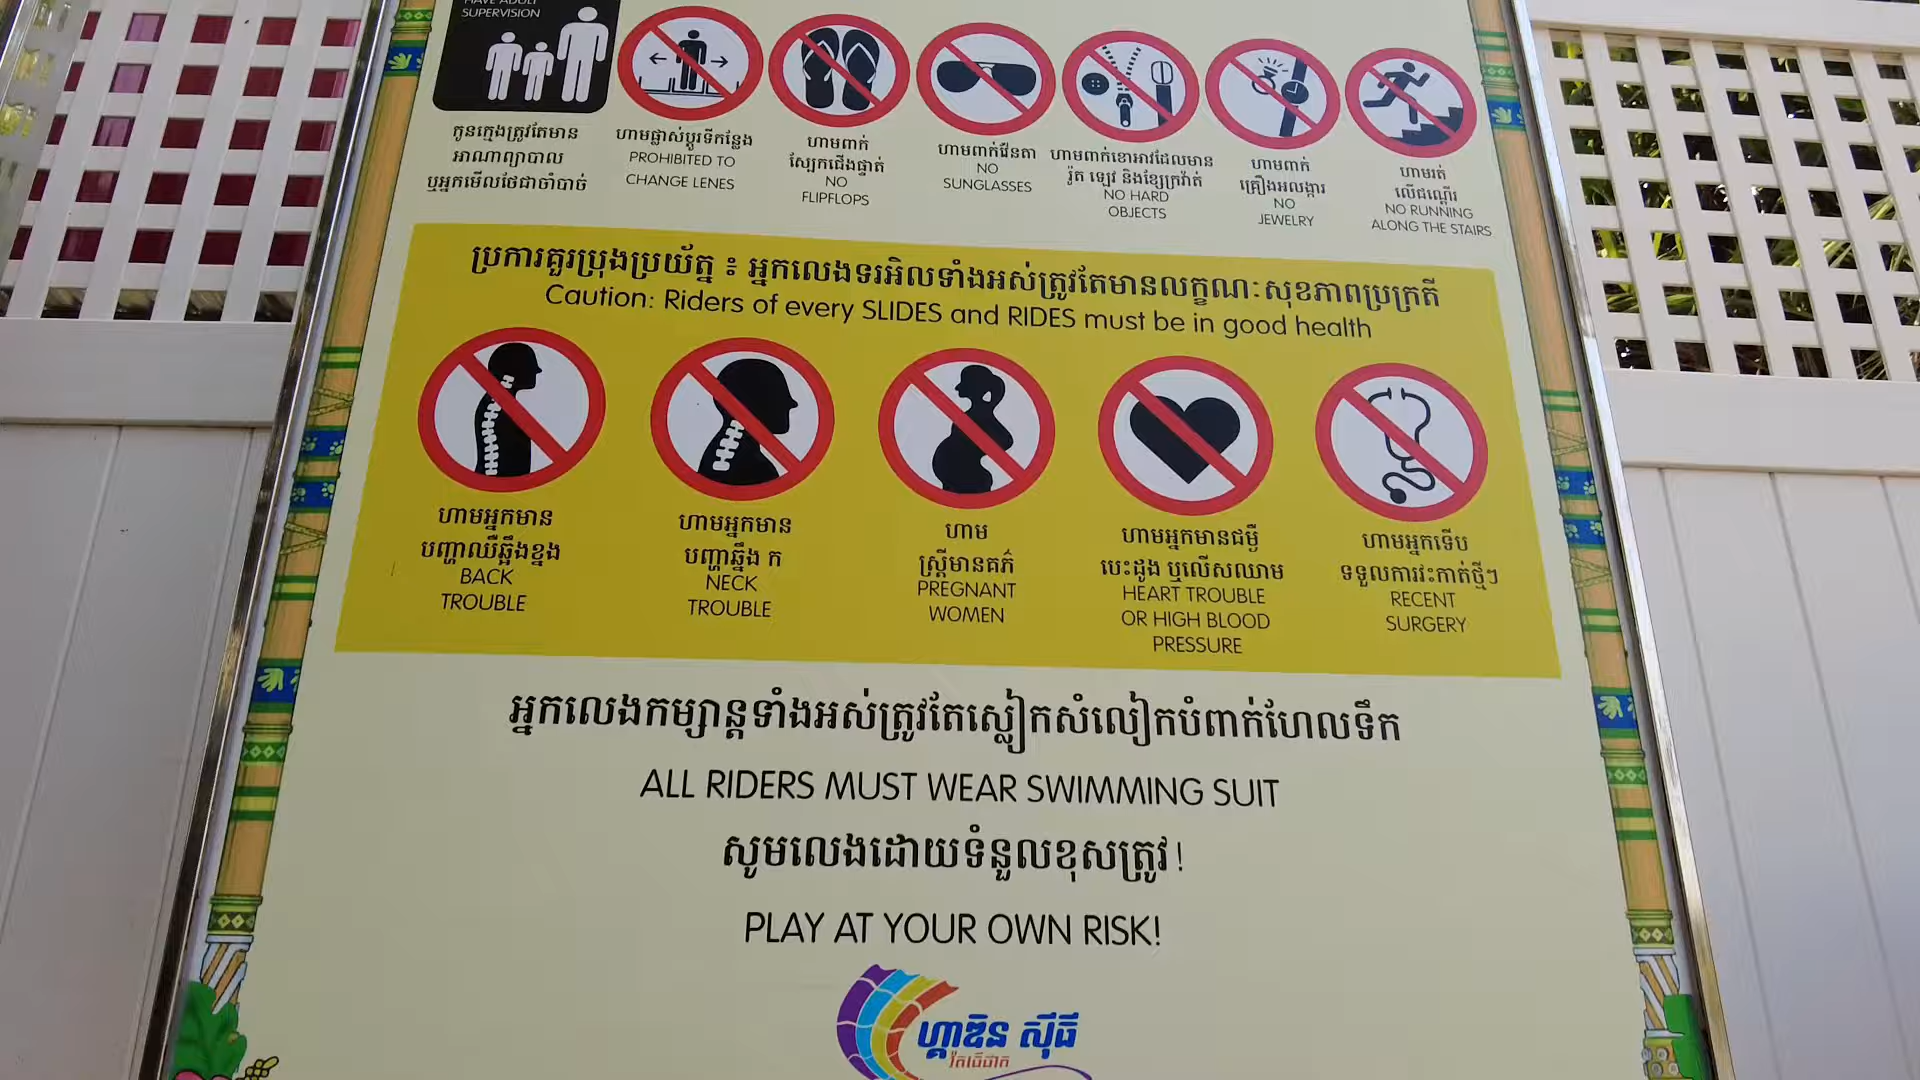 HAVE ADULT
SUPERVISION
កូនក្មេងត្រូវតែមាន
អាណាព្យាបាល
ឬអ្នកមើលថែជាចាំបាច់
ហាមផ្លាស់ប្តូរទីកន្លែង
PROHIBITED TO
CHANGE LENES
ហាមពាក់
ស្បែកជើងផ្ទាត់
NO
FLIPFLOPS
ហាមពាក់វ៉ែនតា
NO
SUNGLASSES
ហាមពាក់ខោអាវដែលមាន
រ៉ូត ឡេវ និងខ្សែក្រវ៉ាត់
NO HARD
OBJECTS
ហាមពាក់
គ្រឿងអលង្ការ
NO
JEWELRY
ហាមរត់
លើជណ្តើរ
NO RUNNING
ALONG THE STAIRS
ប្រការគួរប្រុងប្រយ័ត្ន ៖ អ្នកលេងទរអិលទាំងអស់ត្រូវតែមានលក្ខណៈសុខភាពប្រក្រតី
Caution: Riders of every SLIDES and RIDES must be in good health
ហាមអ្នកមាន
បញ្ហាឈឺឆ្អឹងខ្នង
BACK
TROUBLE
ហាមអ្នកមាន
បញ្ហាឆ្អឹង ក
NECK
TROUBLE
ហាម
ស្ត្រីមានគភ៌
PREGNANT
WOMEN
ហាមអ្នកមានជម្ងឺ
បេះដូង ឬលើសឈាម
HEART TROUBLE
OR HIGH BLOOD
PRESSURE
ហាមអ្នកទើប
ទទួលការវះកាត់ថ្មីៗ
RECENT
SURGERY
អ្នកលេងកម្សាន្តទាំងអស់ត្រូវតែស្លៀកសំលៀកបំពាក់ហែលទឹក
ALL RIDERS MUST WEAR SWIMMING SUIT
សូមលេងដោយទំនួលខុសត្រូវ!
PLAY AT YOUR OWN RISK!
ហ្គាឌិន ស៊ីធី
វ៉ុតធើផាក